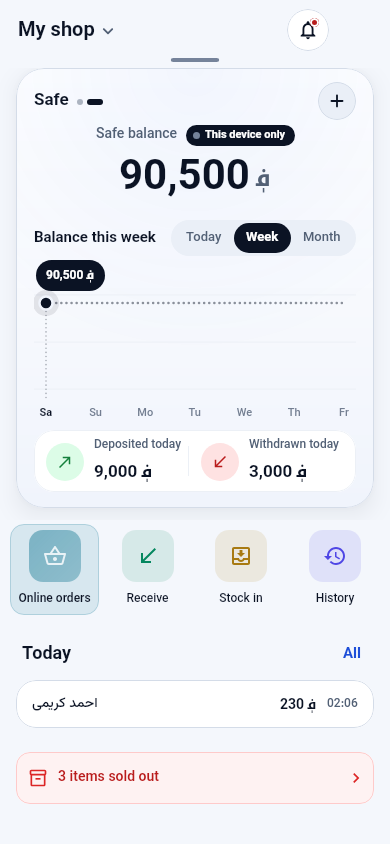 My shop
Safe
Safe balance
This device only
90,500 ؋
Balance this week
Today
Week
Month
90,500 ؋
Sa
Su
Mo
Tu
We
Th
Fr
Deposited today
9,000 ؋
Withdrawn today
3,000 ؋
Online orders
Receive
Stock in
History
Today
All
احمد کریمی
230 ؋
02:06
3 items sold out